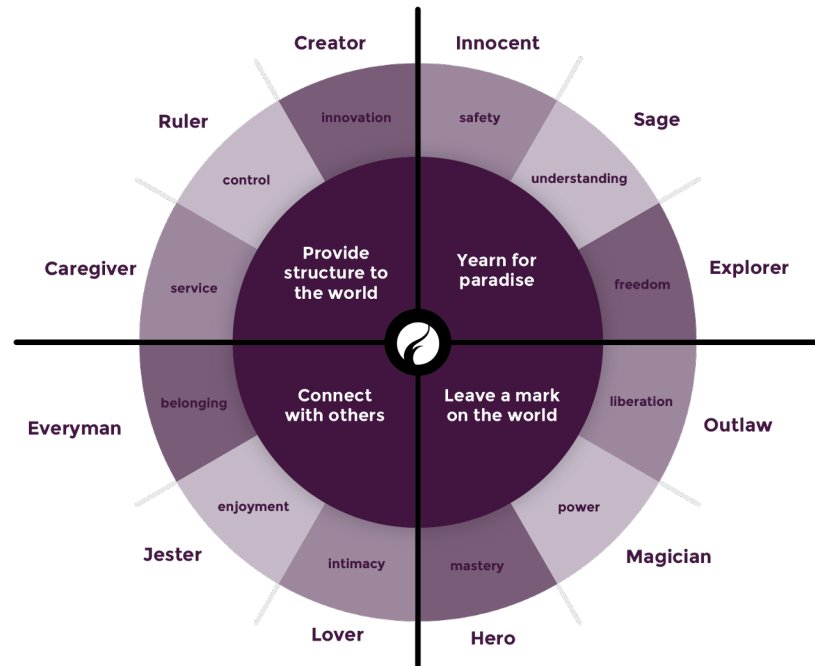 Creator
Innocent
Ruler
Sage
innovation
safety
control
understanding
Caregiver
Explorer
service
freedom
Provide
structure to
the world
Yearn for
paradise
Connect
with others
Leave a mark
on the world
belonging
liberation
Everyman
Outlaw
enjoyment
power
Jester
Magician
intimacy
mastery
Lover
Hero